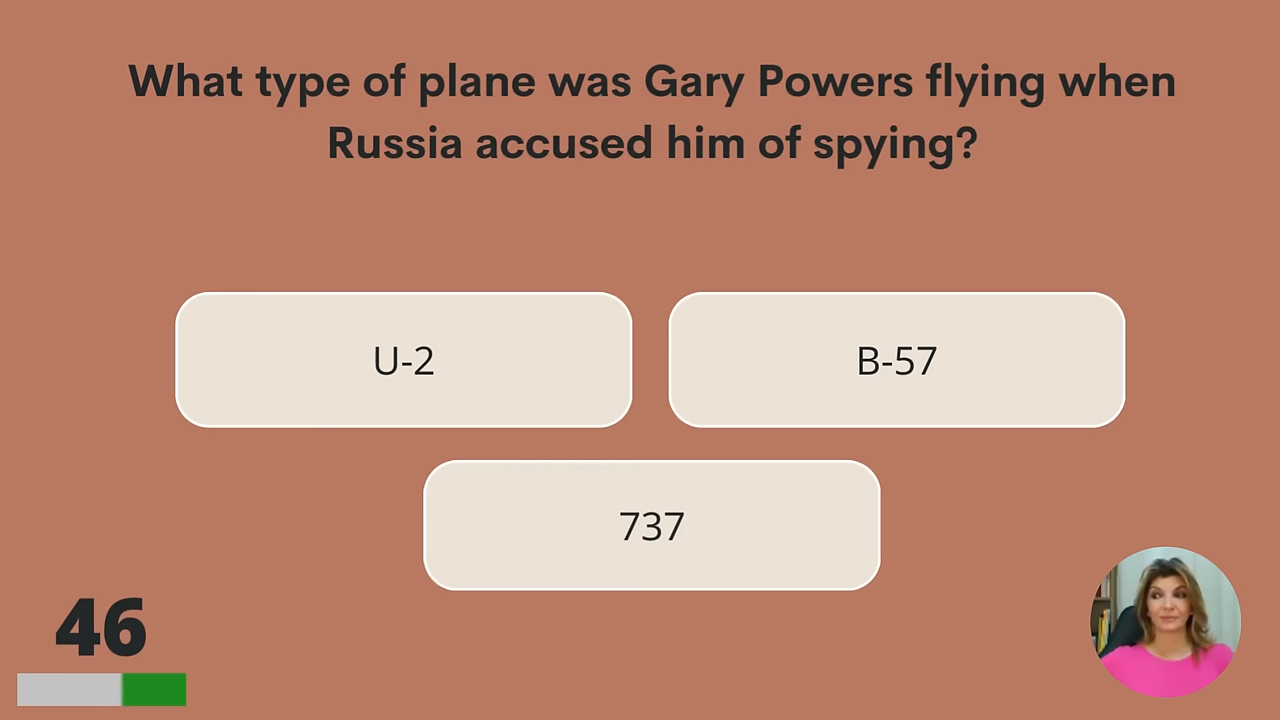 What type of plane was Gary Powers flying when
Russia accused him of spying?
U-2
B-57
737
46